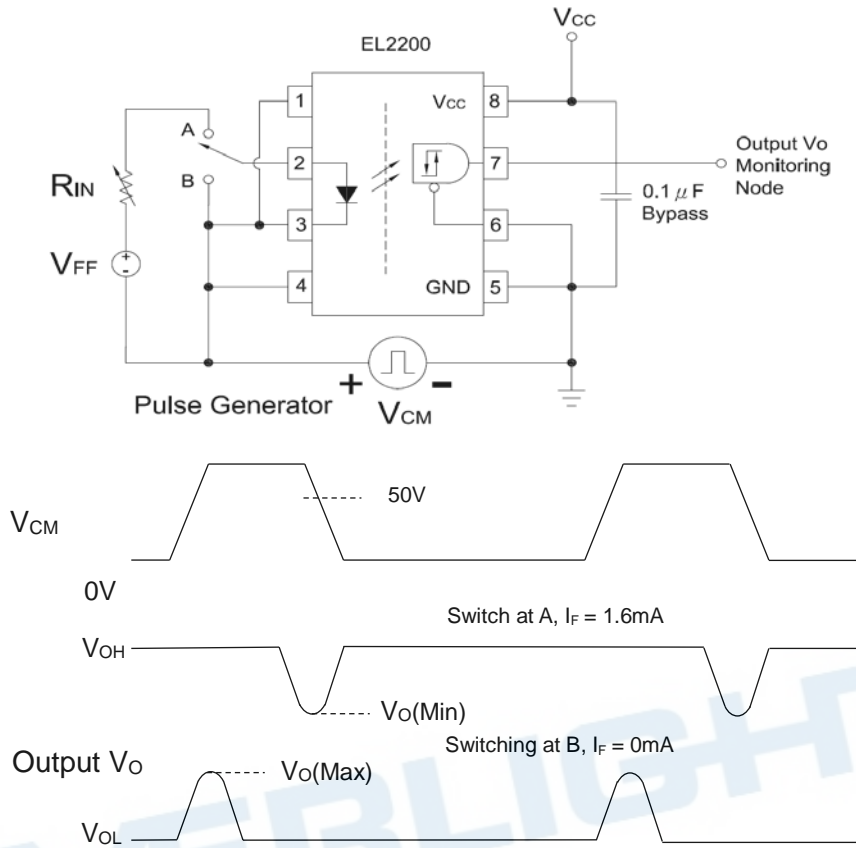 VCC
EL2200
1
VCC
8
A
2
7
Output Vo
Monitoring
Node
B
RIN
0.1 μF
Bypass
3
6
VFF
+
-
4
GND
5
+
-
Pulse Generator
VCM
50V
VCM
0V
Switch at A, IF = 1.6mA
VOH
VO(Min)
Switching at B, IF = 0mA
Output VO
VO(Max)
VOL
EVERLIGHT